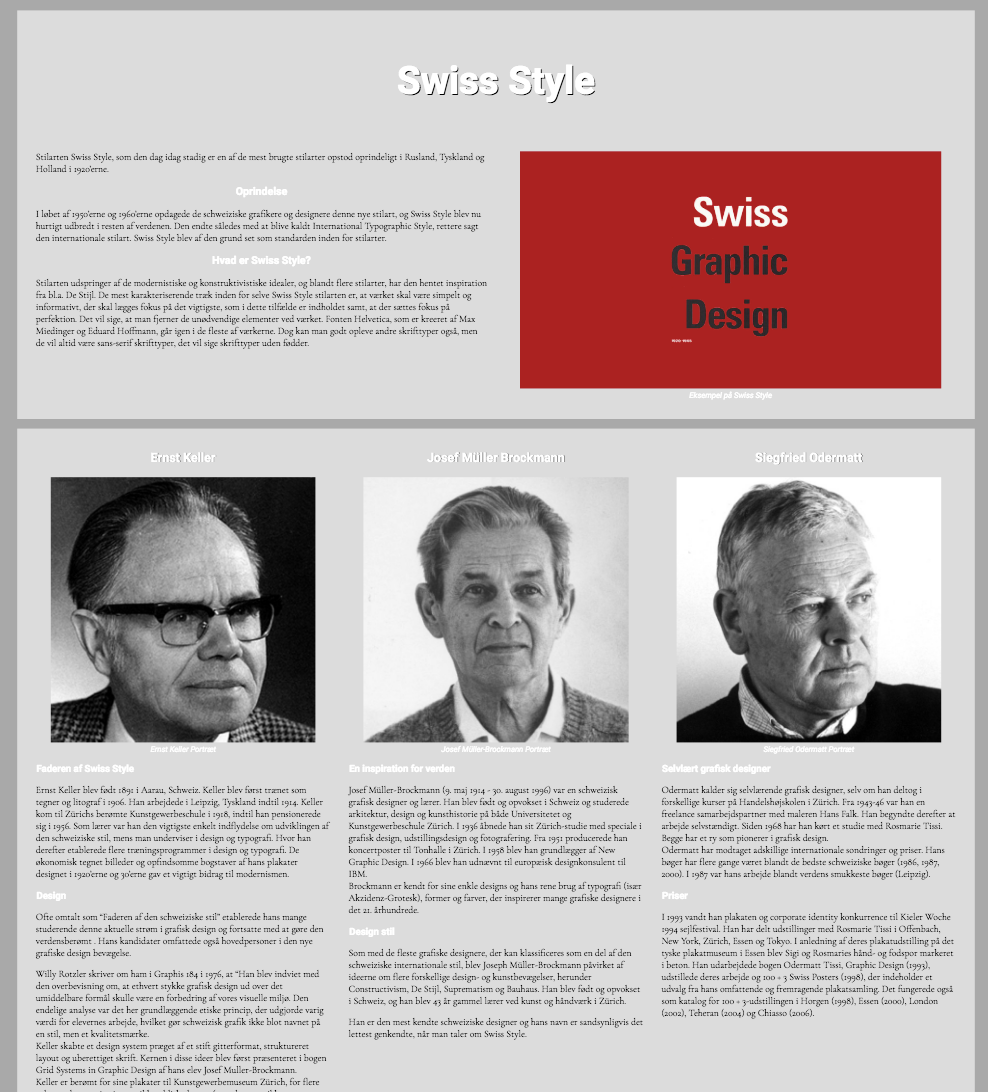 Swiss Style
Stilarten Swiss Style, som den dag idag stadig er en af de mest brugte stilarter opstod oprindeligt i Rusland, Tyskland og
Holland i 1920'erne.
Oprindelse
I løbet af 1950'erne og 1960'erne opdagede de schweiziske grafikere og designere denne nye stilart, og Swiss Style blev nu
hurtigt udbredt i resten af verdenen. Den endte således med at blive kaldt International Typographic Style, rettere sagt
den internationale stilart. Swiss Style blev af den grund set som standarden inden for stilarter.
Hvad er Swiss Style?
Stilarten udspringer af de modernistiske og konstruktivistiske idealer, og blandt flere stilarter, har den hentet inspiration
fra bl.a. De Stijl. De mest karakteriserende træk inden for selve Swiss Style stilarten er, at værket skal være simpelt og
informativt, der skal lægges fokus på det vigtigste, som i dette tilfælde er indholdet samt, at der sættes fokus på
perfektion. Det vil sige, at man fjerner de unødvendige elementer ved værket. Fonten Helvetica, som er kreeret af Max
Miedinger og Eduard Hoffmann, går igen i de fleste af værkerne. Dog kan man godt opleve andre skrifttyper også, men
de vil altid være sans-serif skrifttyper, det vil sige skrifttyper uden fødder.
Swiss
Graphic
Design
Eksempel på Swiss Style
Ernst Keller
Ernst Keller Portræt
Faderen af Swiss Style
Ernst Keller blev født 1891 i Aarau, Schweiz. Keller blev først trænet som
tegner og litograf i 1906. Han arbejdede i Leipzig, Tyskland indtil 1914. Keller
kom til Zürichs berømte Kunstgewerbeschule i 1918, indtil han pensionerede
sig i 1956. Som lærer var han den vigtigste enkelt indflydelse om udviklingen af
den schweiziske stil, mens man underviser i design og typografi. Hvor han
derefter etablerede flere træningsprogrammer i design og typografi. De
økonomisk tegnet billeder og opfindsomme bogstaver af hans plakater
designet i 1920'erne og 30'erne gav et vigtigt bidrag til modernismen.
Design
Ofte omtalt som “Faderen af den schweiziske stil” etablerede hans mange
studerende denne aktuelle strøm i grafisk design og fortsatte med at gøre den
verdensberømt . Hans kandidater omfattede også hovedpersoner i den nye
grafiske design bevægelse.
Willy Rotzler skriver om ham i Graphis 184 i 1976, at “Han blev indviet med
den overbevisning om, at ethvert stykke grafisk design ud over det
umiddelbare formål skulle være en forbedring af vores visuelle miljø. Den
endelige analyse var det her grundlæggende etiske princip, der udgjorde varig
værdi for elevernes arbejde, hvilket gør schweizisk grafik ikke blot navnet på
en stil, men et kvalitetsmærke.
Keller skabte et design system præget af et stift gitterformat, struktureret
layout og uberettiget skrift. Kernen i disse ideer blev først præsenteret i bogen
Grid Systems in Graphic Design af hans elev Josef Muller-Brockmann.
Keller er berømt for sine plakater til Kunstgewerbemuseum Zürich, for flere
Josef Müller Brockmann
Josef Müller-Brockmann Portræt
En inspiration for verden
Josef Müller-Brockmann (9. maj 1914 - 30. august 1996) var en schweizisk
grafisk designer og lærer. Han blev født og opvokset i Schweiz og studerede
arkitektur, design og kunsthistorie på både Universitetet og
Kunstgewerbeschule Zürich. I 1936 åbnede han sit Zürich-studie med speciale i
grafisk design, udstillingsdesign og fotografering. Fra 1951 producerede han
koncertposter til Tonhalle i Zürich. I 1958 blev han grundlægger af New
Graphic Design. I 1966 blev han udnævnt til europæisk designkonsulent til
IBM.
Brockmann er kendt for sine enkle designs og hans rene brug af typografi (især
Akzidenz-Grotesk), former og farver, der inspirerer mange grafiske designere i
det 21. århundrede.
Design stil
Som med de fleste grafiske designere, der kan klassificeres som en del af den
schweiziske internationale stil, blev Joseph Müller-Brockmann påvirket af
ideerne om flere forskellige design- og kunstbevægelser, herunder
Constructivism, De Stijl, Suprematism og Bauhaus. Han blev født og opvokset
i Schweiz, og han blev 43 år gammel lærer ved kunst og håndværk i Zürich.
Han er den mest kendte schweiziske designer og hans navn er sandsynligvis det
lettest genkendte, når man taler om Swiss Style.
Siegfried Odermatt
Siegfried Odermatt Portræt
Selvlært grafisk designer
Odermatt kalder sig selvlærende grafisk designer, selv om han deltog i
forskellige kurser på Handelshøjskolen i Zürich. Fra 1943-46 var han en
freelance samarbejdspartner med maleren Hans Falk. Han begyndte derefter at
arbejde selvstændigt. Siden 1968 har han kørt et studie med Rosmarie Tissi.
Begge har et ry som pionerer i grafisk design.
Odermatt har modtaget adskillige internationale sondringer og priser. Hans
bøger har flere gange været blandt de bedste schweiziske bøger (1986, 1987,
2000). I 1987 var hans arbejde blandt verdens smukkeste bøger (Leipzig).
Priser
I 1993 vandt han plakaten og corporate identity konkurrence til Kieler Woche
1994 sejlfestival. Han har delt udstillinger med Rosmarie Tissi i Offenbach,
New York, Zürich, Essen og Tokyo. I anledning af deres plakatudstilling på det
tyske plakatmuseum i Essen blev Sigi og Rosmaries hånd- og fodspor markeret
i beton. Han udarbejdede bogen Odermatt Tissi, Graphic Design (1993),
udstillede deres arbejde og 100 + 3 Swiss Posters (1998), der indeholder et
udvalg fra hans omfattende og fremragende plakatsamling. Det fungerede også
som katalog for 100 + 3-udstillingen i Horgen (1998), Essen (2000), London
(2002), Teheran (2004) og Chiasso (2006).